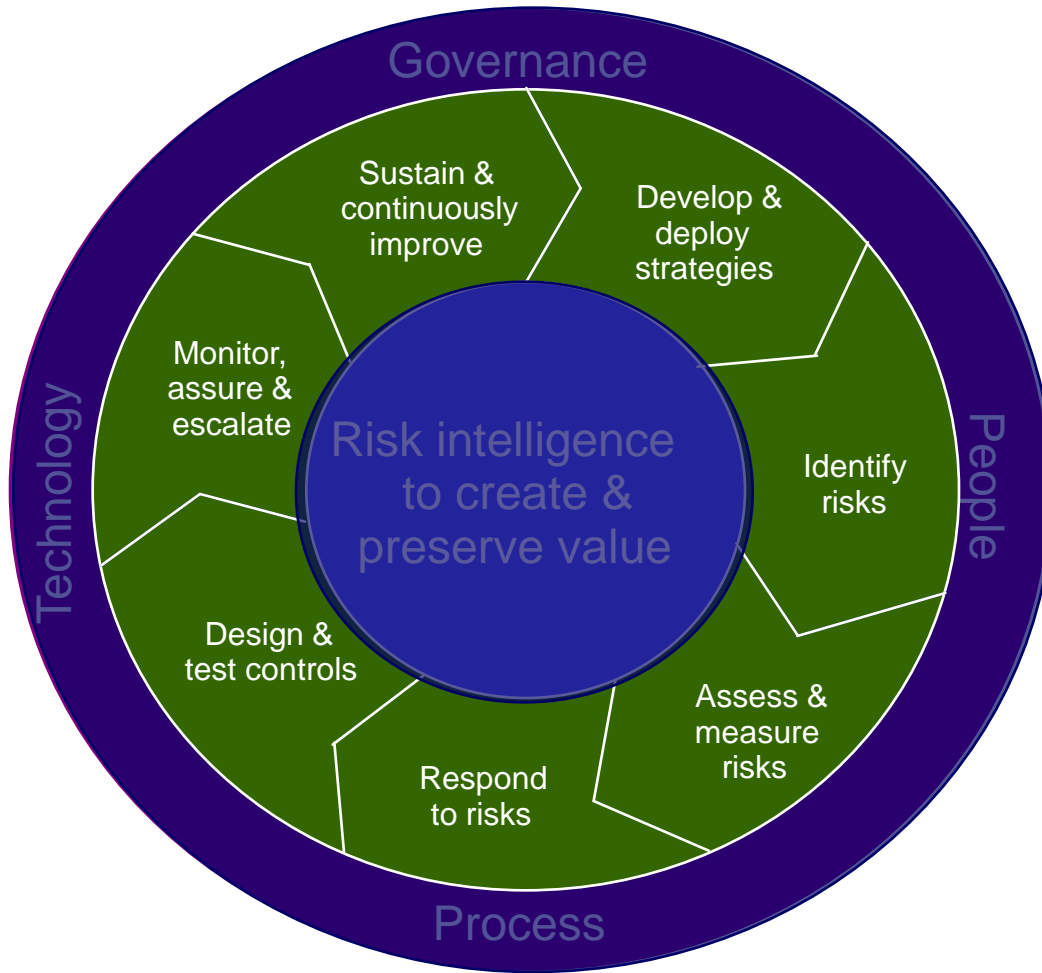 Governance
Sustain &
continuously
improve
Develop &
deploy
strategies
Monitor,
assure &
escalate
Technology
Risk intelligence
to create &
preserve value
Identify
risks
People
Design &
test controls
Assess &
measure
risks
Respond
to risks
Process